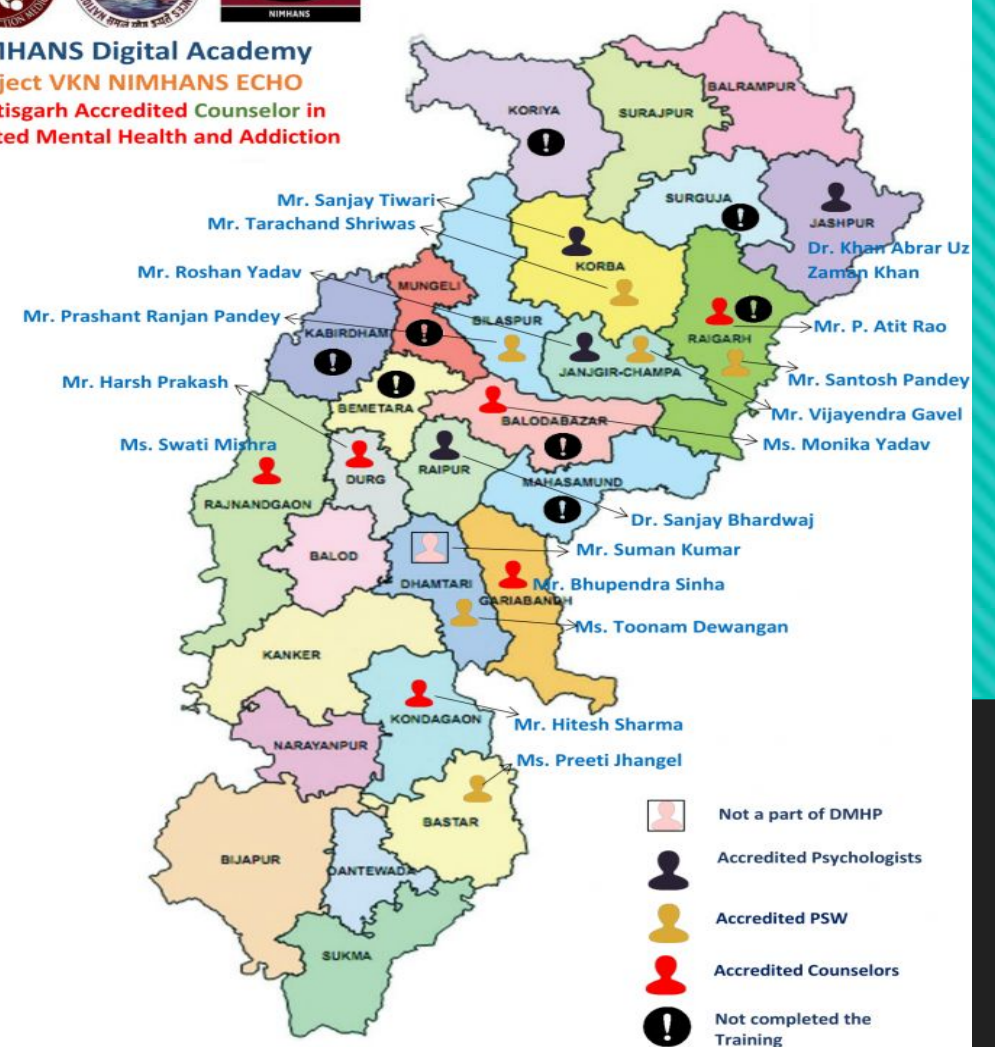 NIMHANS
MHANS Digital Academy
ject VKN NIMHANS ECHO
tisgarh Accredited Counselor in
ted Mental Health and Addiction
KORIYA
SURAJPUR
BALRAMPUR
SURGUJA
JASHPUR
Dr. Khan Abrar Uz
Zaman Khan
Mr. Sanjay Tiwari
Mr. Tarachand Shriwas
KORBA
Mr. Roshan Yadav
MUNGELI
Mr. Prashant Ranjan Pandey
KABIRDHAM
BILASPUR
JANJGIR-CHAMPA
RAIGARH
Mr. P. Atit Rao
Mr. Santosh Pandey
Mr. Harsh Prakash
BEMETARA
BALODABAZAR
Mr. Vijayendra Gavel
Ms. Monika Yadav
Ms. Swati Mishra
RAJNANDGAON
DURG
RAIPUR
MAHASAMUND
Dr. Sanjay Bhardwaj
BALOD
DHAMTARI
Mr. Suman Kumar
Mr. Bhupendra Sinha
GARIABANDH
Ms. Toonam Dewangan
KANKER
KONDAGAON
Mr. Hitesh Sharma
NARAYANPUR
Ms. Preeti Jhangel
BASTAR
BIJAPUR
DANTEWADA
SUKMA
Not a part of DMHP
Accredited Psychologists
Accredited PSW
Accredited Counselors
Not completed the
Training